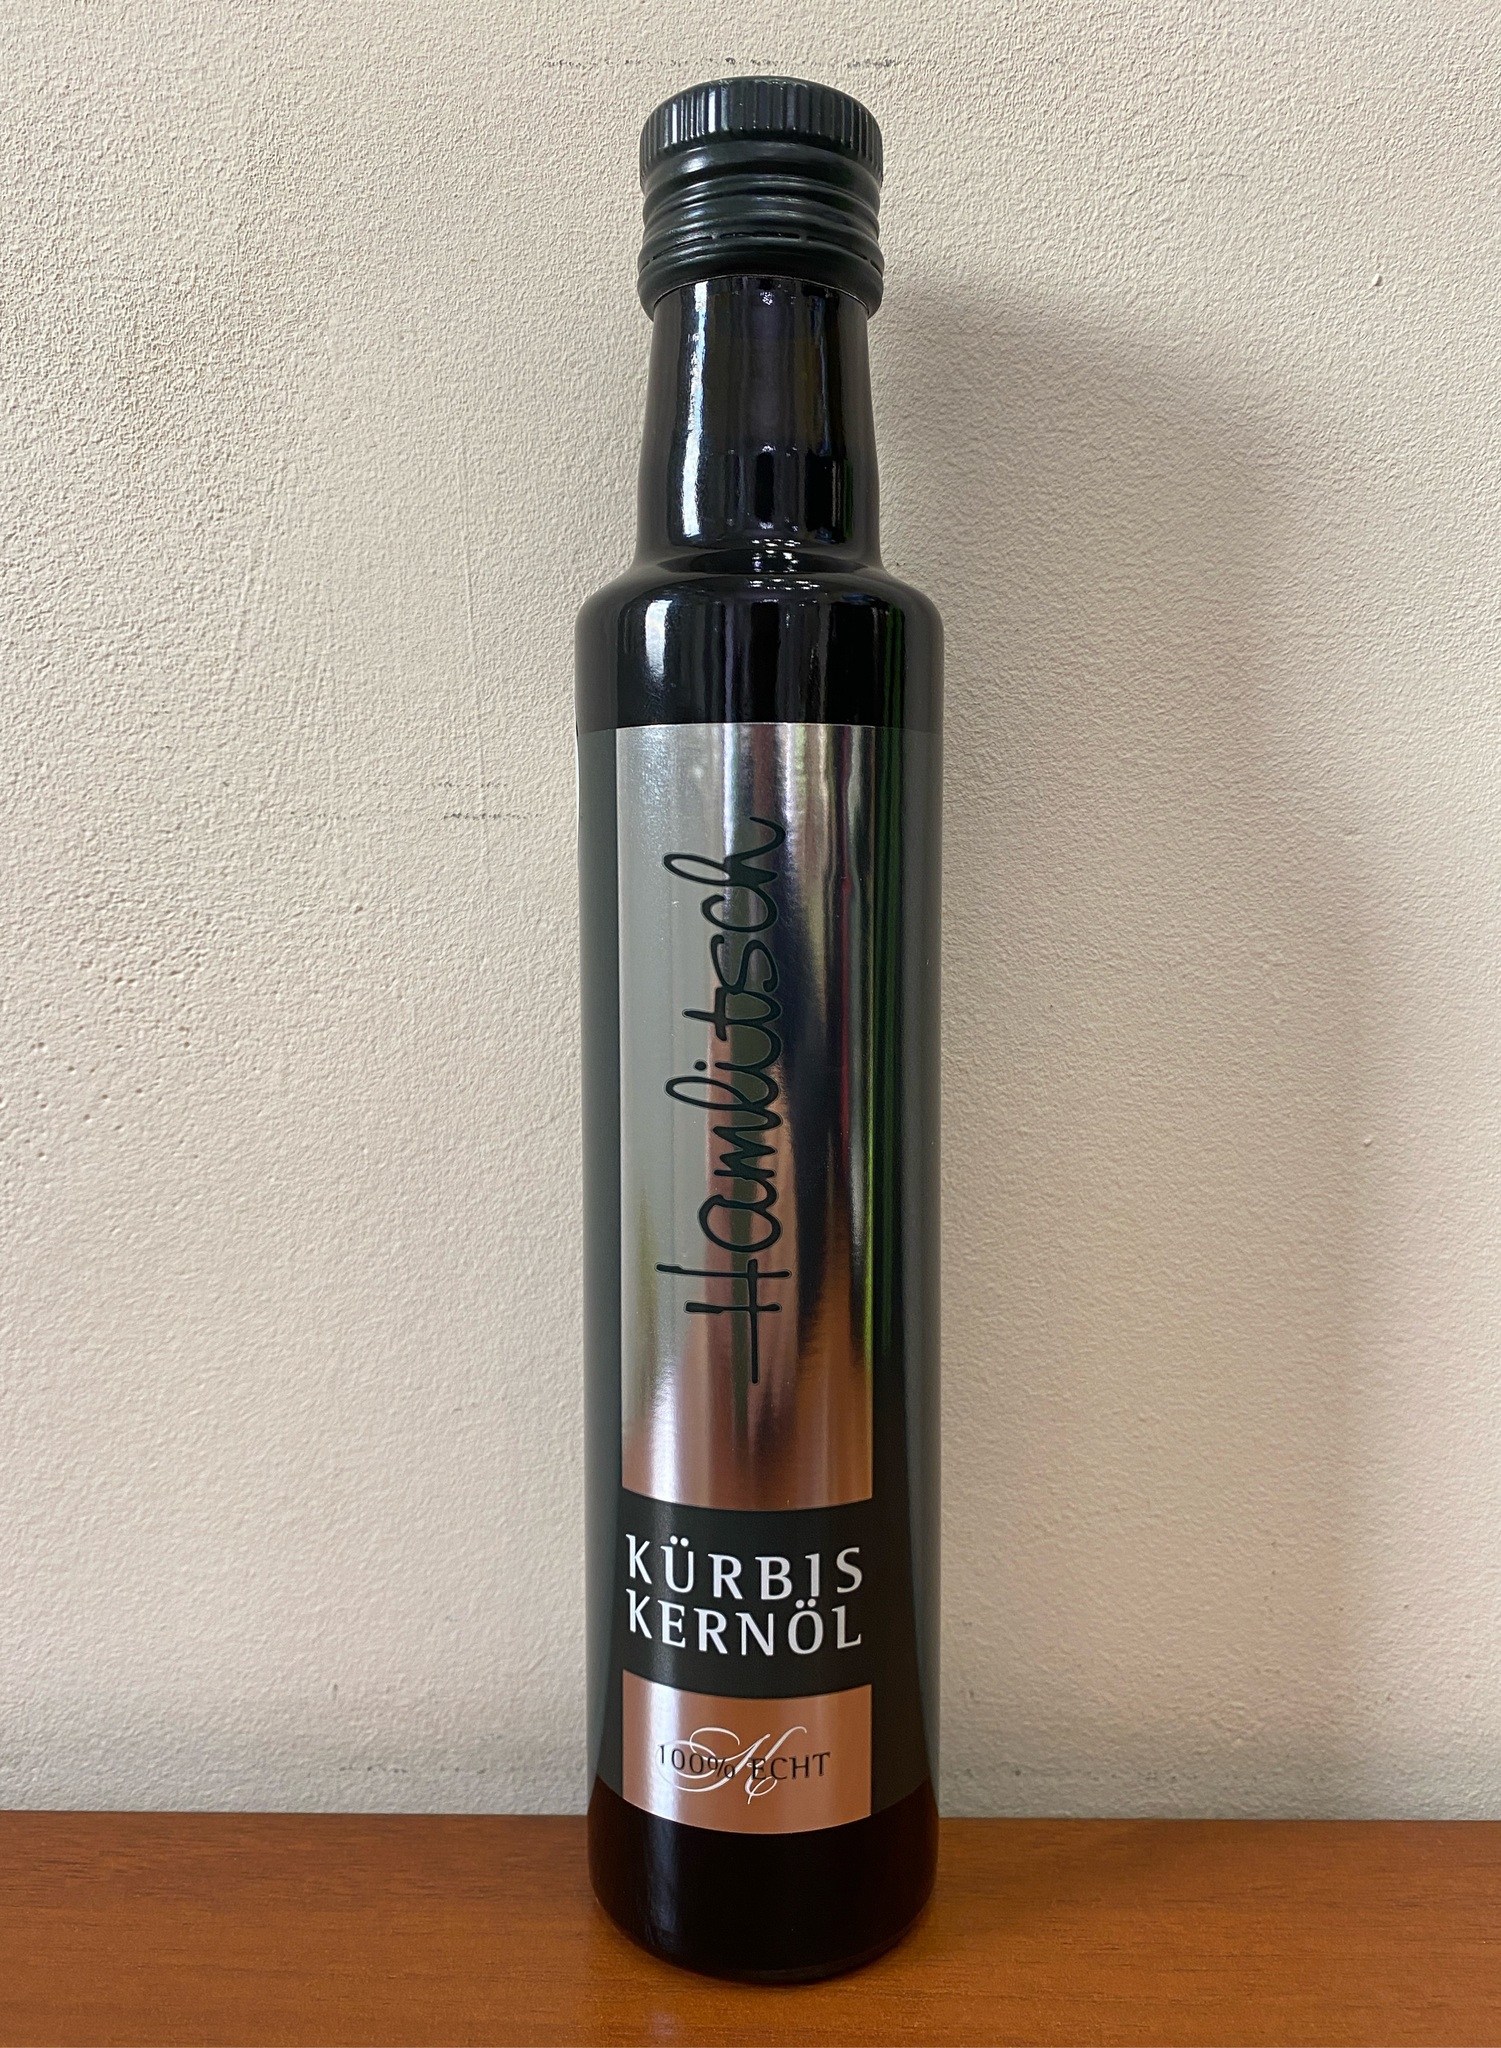 Hamlitsch
KÜRBIS
KERNÖL
100% ECHT